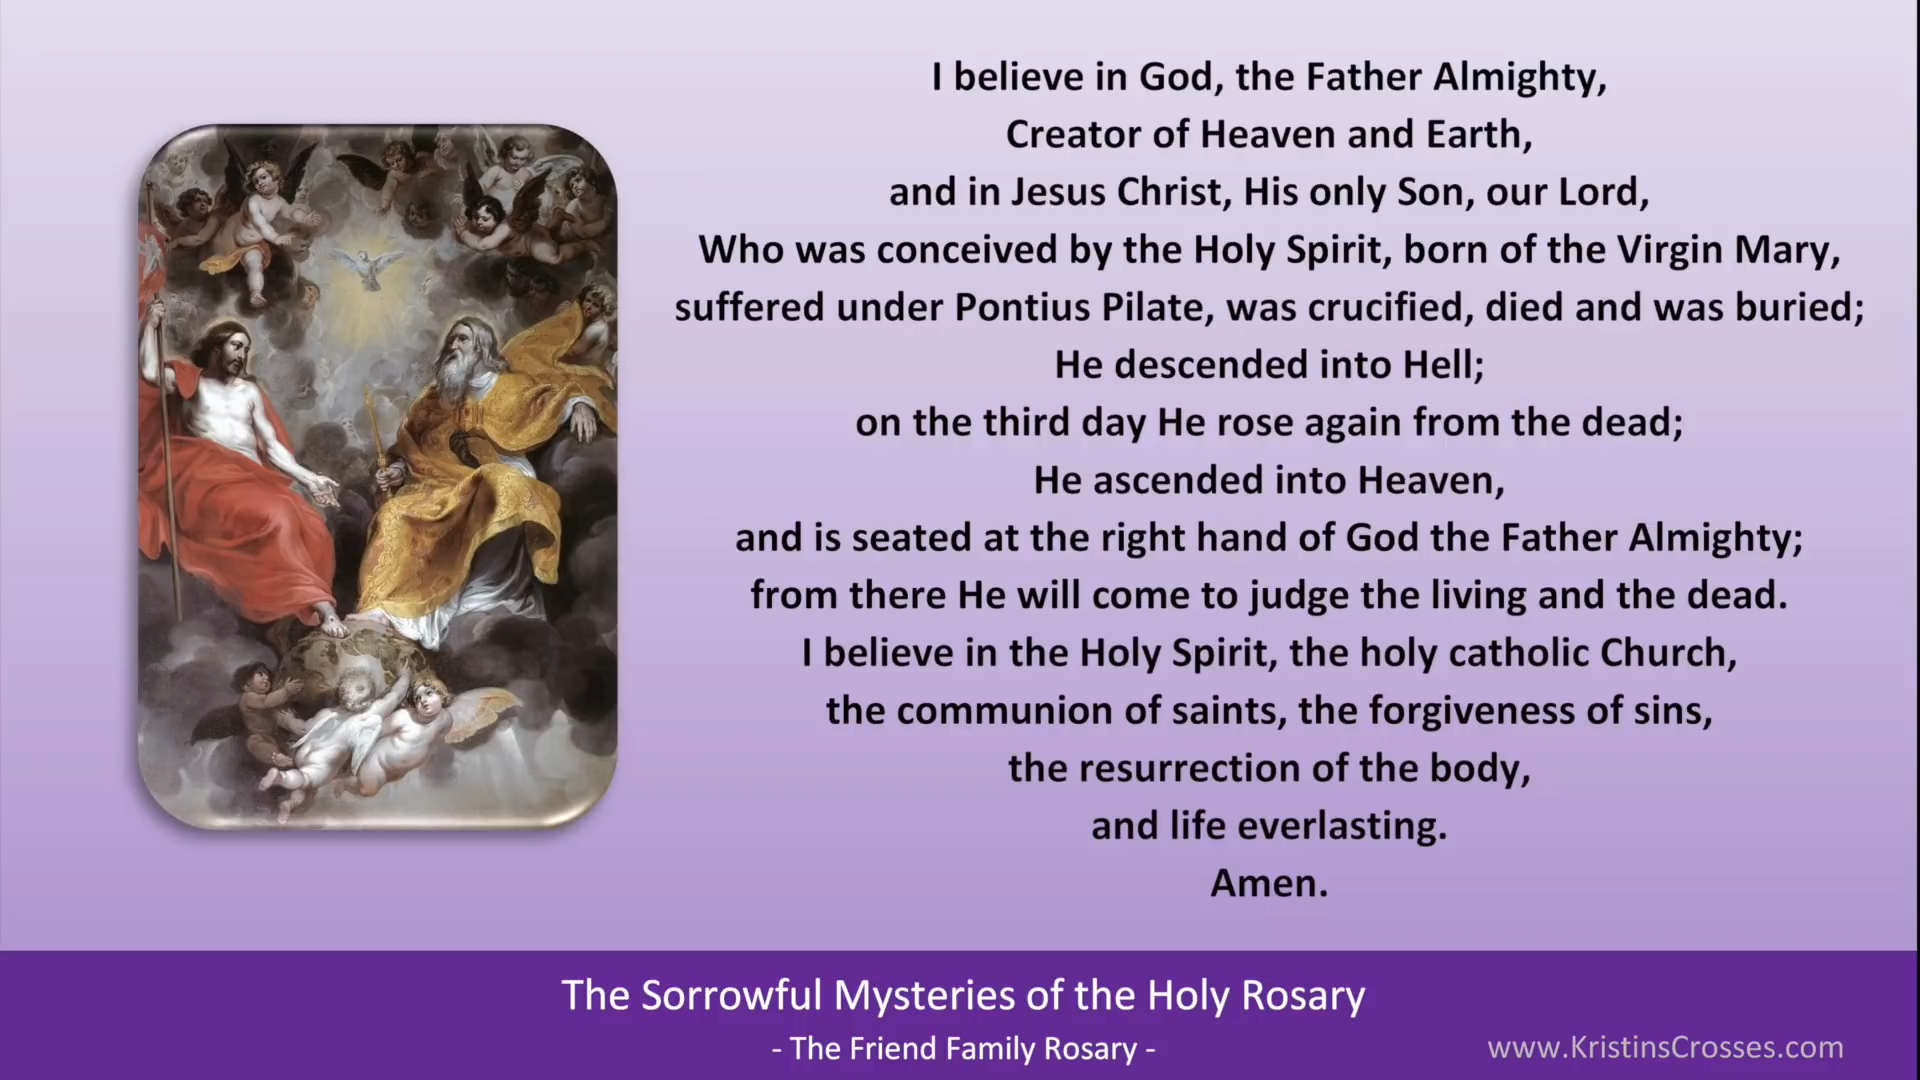 I believe in God, the Father Almighty,
Creator of Heaven and Earth,
and in Jesus Christ, His only Son, our Lord,
Who was conceived by the Holy Spirit, born of the Virgin Mary,
suffered under Pontius Pilate, was crucified, died and was buried;
He descended into Hell;
on the third day He rose again from the dead;
He ascended into Heaven,
and is seated at the right hand of God the Father Almighty;
from there He will come to judge the living and the dead.
I believe in the Holy Spirit, the holy catholic Church,
the communion of saints, the forgiveness of sins,
the resurrection of the body,
and life everlasting.
Amen.
The Sorrowful Mysteries of the Holy Rosary
- The Friend Family Rosary -
www.KristinsCrosses.com